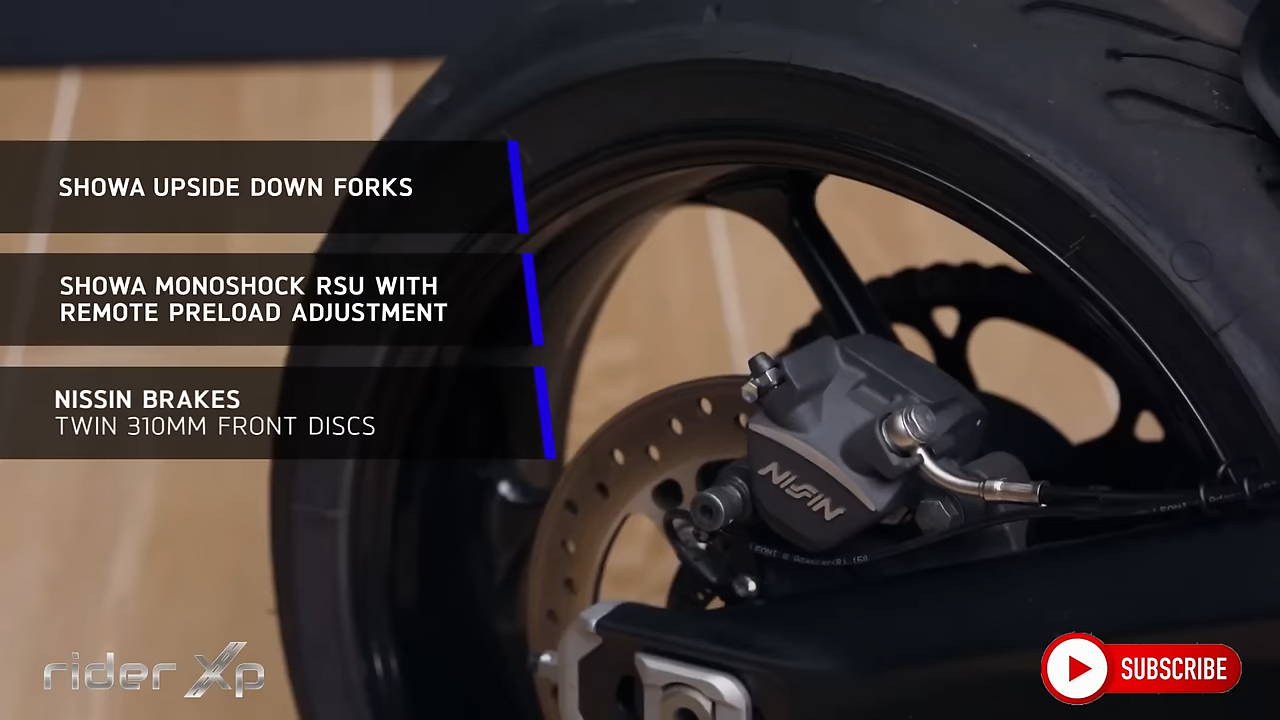 SHOWA UPSIDE DOWN FORKS
SHOWA MONOSHOCK RSU WITH
REMOTE PRELOAD ADJUSTMENT
NISSIN BRAKES
TWIN 310MM FRONT DISCS
NISSIN
rider Xp
SUBSCRIBE